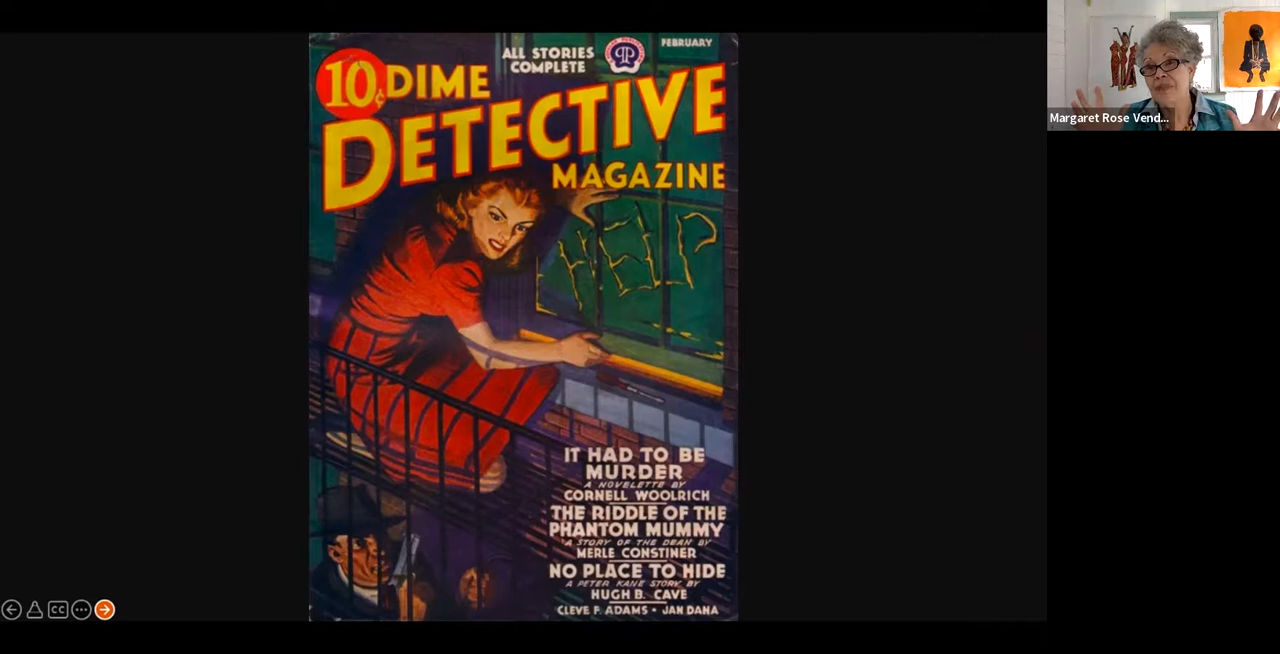 ALL STORIES
COMPLETE
FEBRUARY
10¢ DIME
DETECTIVE
MAGAZINE
HELP
IT HAD TO BE
MURDER
A NOVELETTE BY
CORNELL WOOLRICH
THE RIDDLE OF THE
PHANTOM MUMMY
A STORY OF THE DEAN BY
MERLE CONSTINER
NO PLACE TO HIDE
A PETER KANE STORY BY
HUGH B. CAVE
CLEVE F. ADAMS • JAN DANA
Margaret Rose Vend...
CC